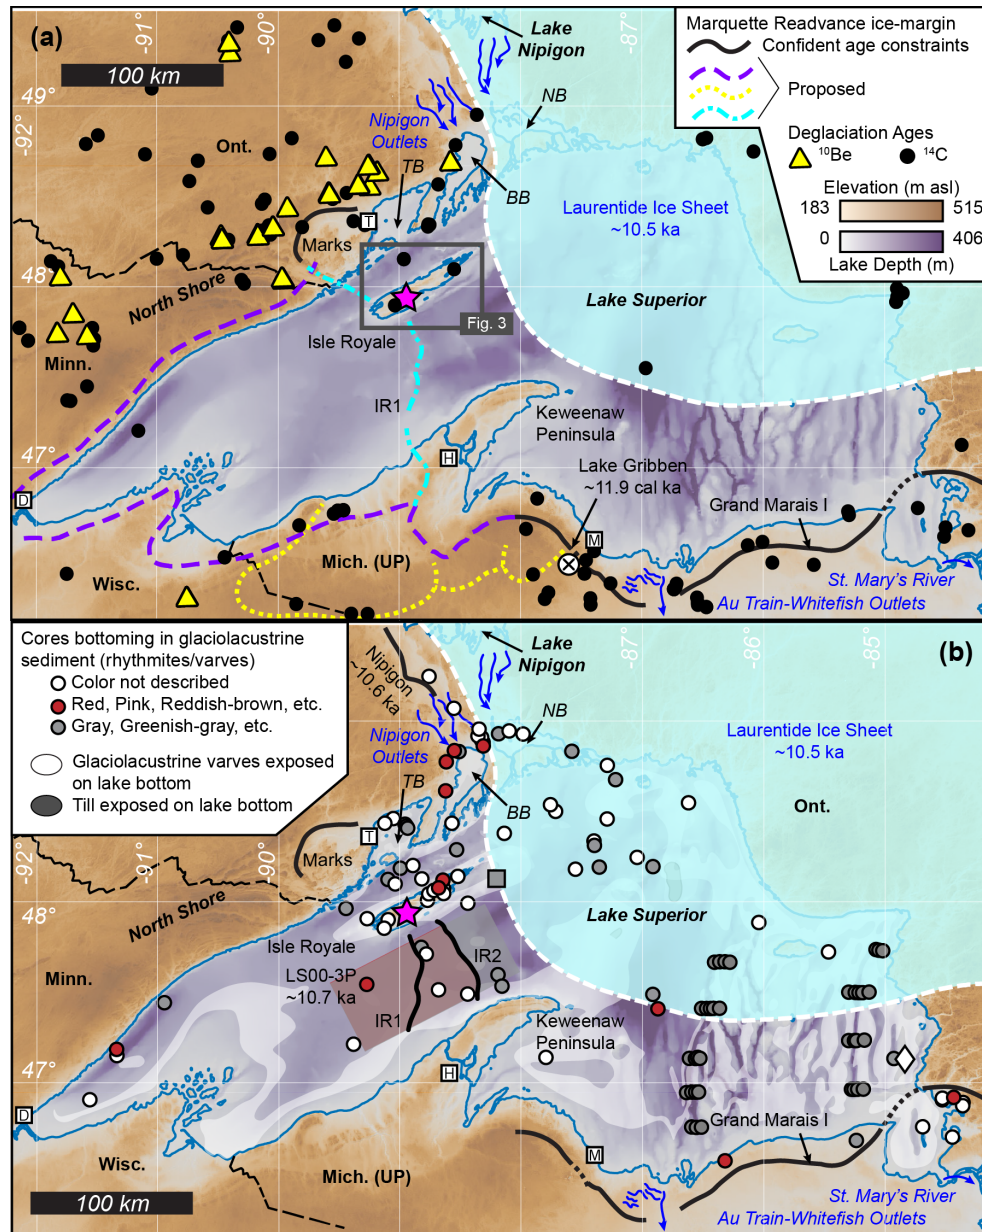 (a)
-91
-90
-87
Lake
Nipigon
100 km
49
-92
Nipigon
Outlets
NB
TB
Ont.
BB
T
Marks
48
North Shore
Fig. 3
Isle Royale
Minn.
IR1
Laurentide Ice Sheet
~10.5 ka
Lake Superior
Keweenaw
Peninsula
47
H
D
Lake Gribben
~11.9 cal ka
Grand Marais I
M
Mich. (UP)
Wisc.
St. Mary's River
Au Train-Whitefish Outlets
Marquette Readvance ice-margin
Confident age constraints
Proposed
Deglaciation Ages
10Be
14C
Elevation (m asl)
183
515
0
406
Lake Depth (m)
Cores bottoming in glaciolacustrine
sediment (rhythmites/varves)
Color not described
Red, Pink, Reddish-brown, etc.
Gray, Greenish-gray, etc.
Glaciolacustrine varves exposed
on lake bottom
Till exposed on lake bottom
(b)
-87
-86
-85
Lake
Nipigon
Nipigon
~10.6 ka
Nipigon
Outlets
NB
TB
BB
Laurentide Ice Sheet
~10.5 ka
Ont.
T
Marks
-92
-91
-90
48
North Shore
Lake Superior
Isle Royale
IR2
Minn.
LS00-3P
~10.7 ka
IR1
Keweenaw
Peninsula
47
H
D
Grand Marais I
M
Wisc.
Mich. (UP)
100 km
St. Mary's River
Au Train-Whitefish Outlets